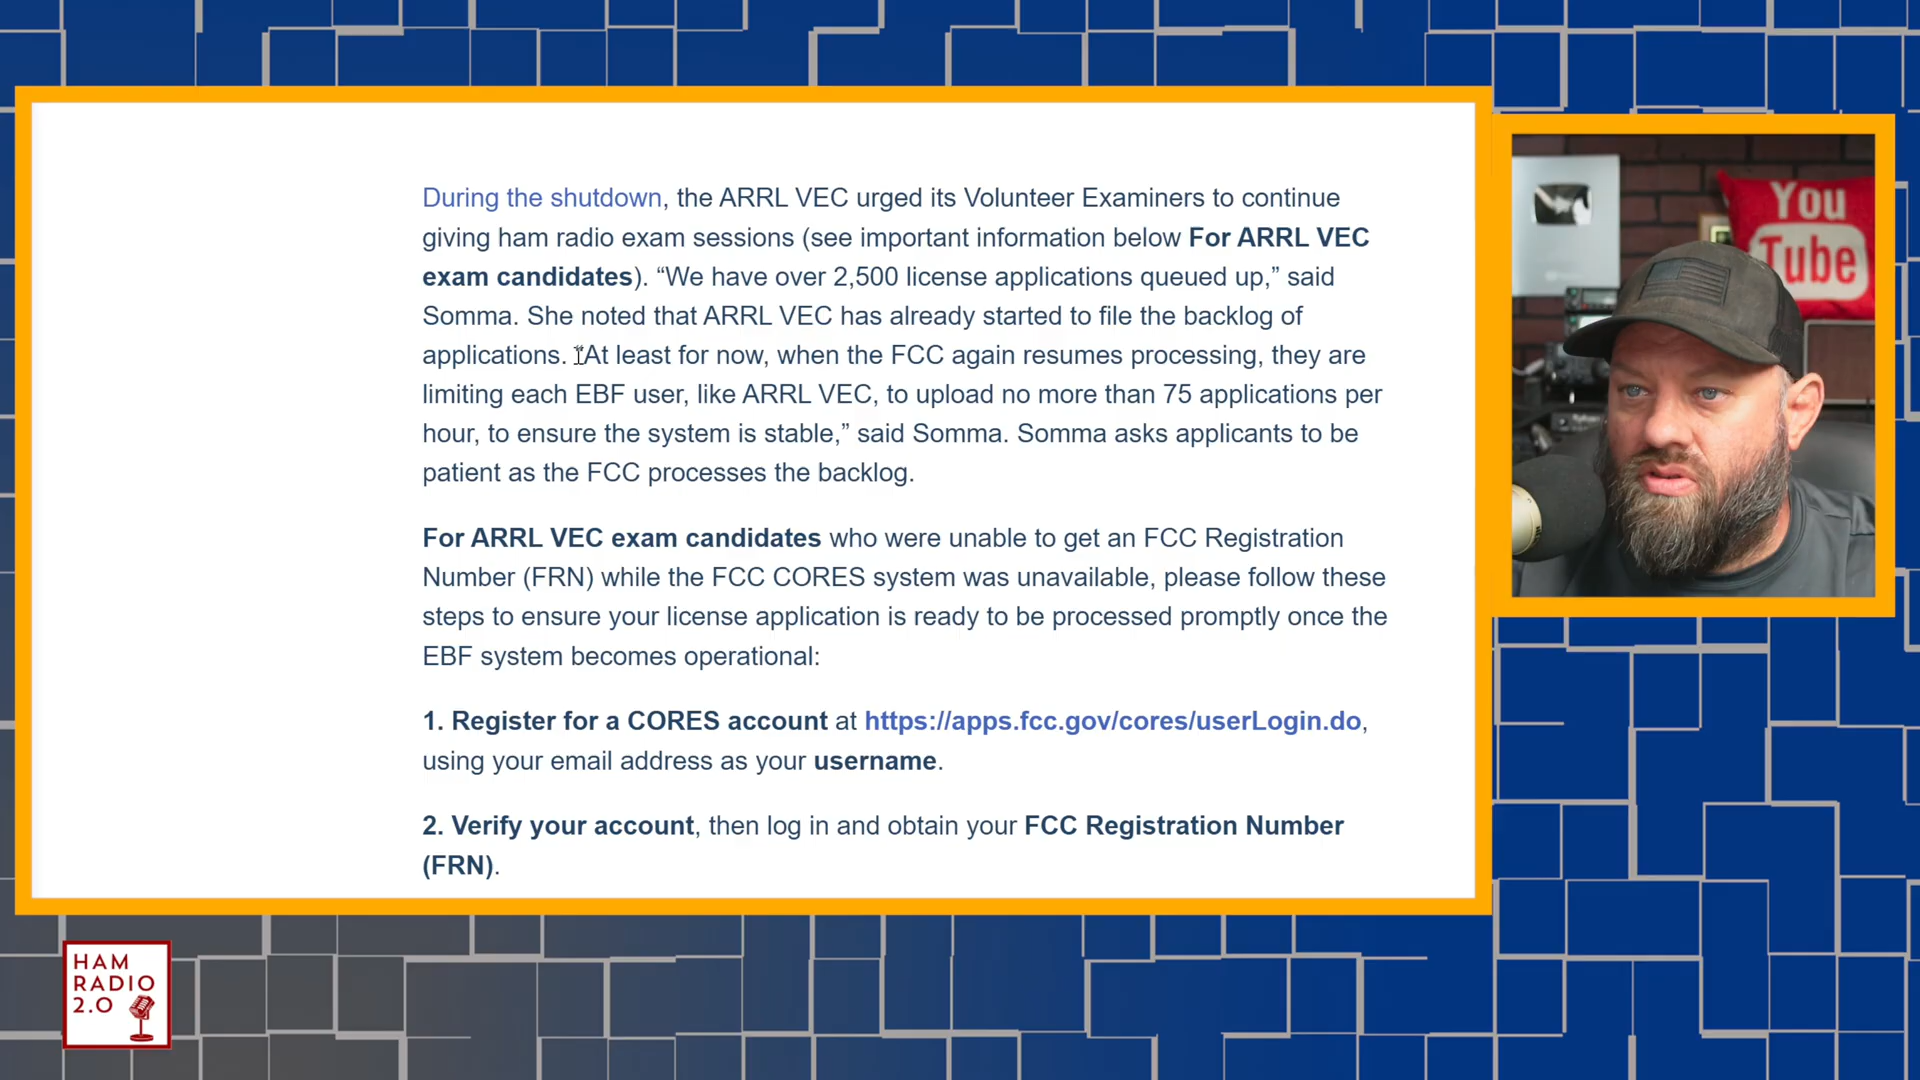 During the shutdown, the ARRL VEC urged its Volunteer Examiners to continue
giving ham radio exam sessions (see important information below For ARRL VEC
exam candidates). “We have over 2,500 license applications queued up,” said
Somma. She noted that ARRL VEC has already started to file the backlog of
applications. “At least for now, when the FCC again resumes processing, they are
limiting each EBF user, like ARRL VEC, to upload no more than 75 applications per
hour, to ensure the system is stable,” said Somma. Somma asks applicants to be
patient as the FCC processes the backlog.
For ARRL VEC exam candidates who were unable to get an FCC Registration
Number (FRN) while the FCC CORES system was unavailable, please follow these
steps to ensure your license application is ready to be processed promptly once the
EBF system becomes operational:
1. Register for a CORES account at https://apps.fcc.gov/cores/userLogin.do,
using your email address as your username.
2. Verify your account, then log in and obtain your FCC Registration Number
(FRN).
You
Tube
HAM
RADIO
2.0